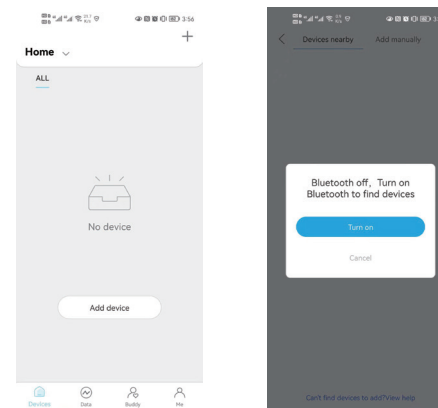 3:56
Home
ALL
No device
Add device
Devices
Data
Buddy
Me
Devices nearby
Add manually
Bluetooth off, Turn on
Bluetooth to find devices
Turn on
Cancel
Can't find devices to add?View help